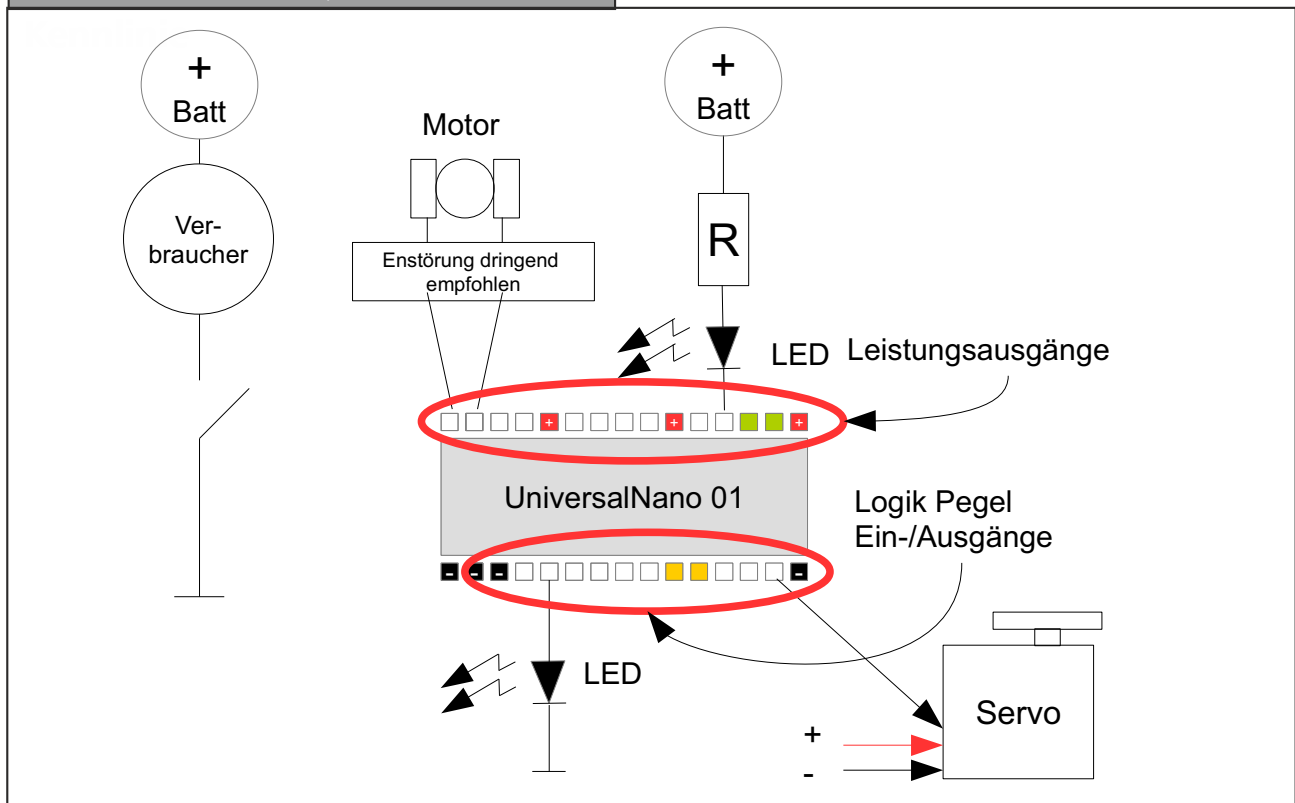 +
Batt
+
Batt
Motor
Ver-
braucher
Enstörung dringend
empfohlen
R
LED
Leistungsausgänge
+
+
+
UniversalNano 01
Logik Pegel
Ein-/Ausgänge
-
-
-
-
LED
Servo
+
-